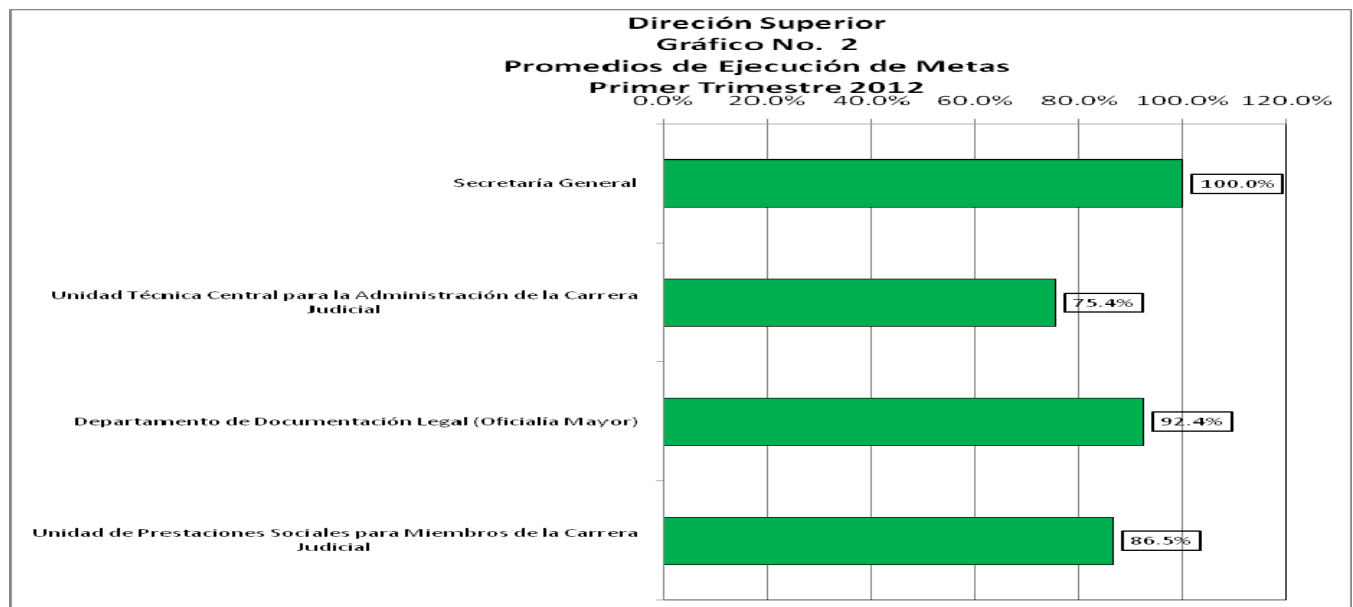 Direción Superior
Gráfico No. 2
Promedios de Ejecución de Metas
Primer Trimestre 2012
0.0% 20.0% 40.0% 60.0% 80.0% 100.0% 120.0%
Secretaría General
100.0%
Unidad Técnica Central para la Administración de la Carrera
Judicial
75.4%
Departamento de Documentación Legal (Oficialía Mayor)
92.4%
Unidad de Prestaciones Sociales para Miembros de la Carrera
Judicial
86.5%